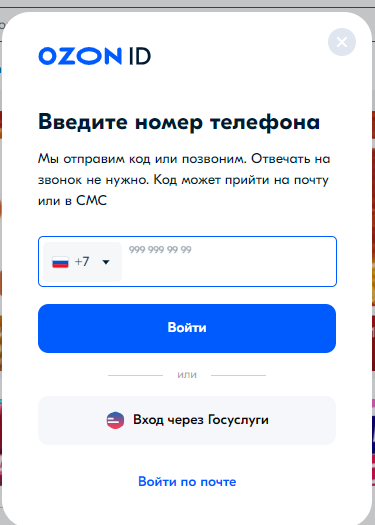 OZON ID
Введите номер телефона
Мы отправим код или позвоним. Отвечать на
звонок не нужно. Код может прийти на почту
или в СМС
+7
999 999 99 99
Войти
или
Вход через Госуслуги
Войти по почте